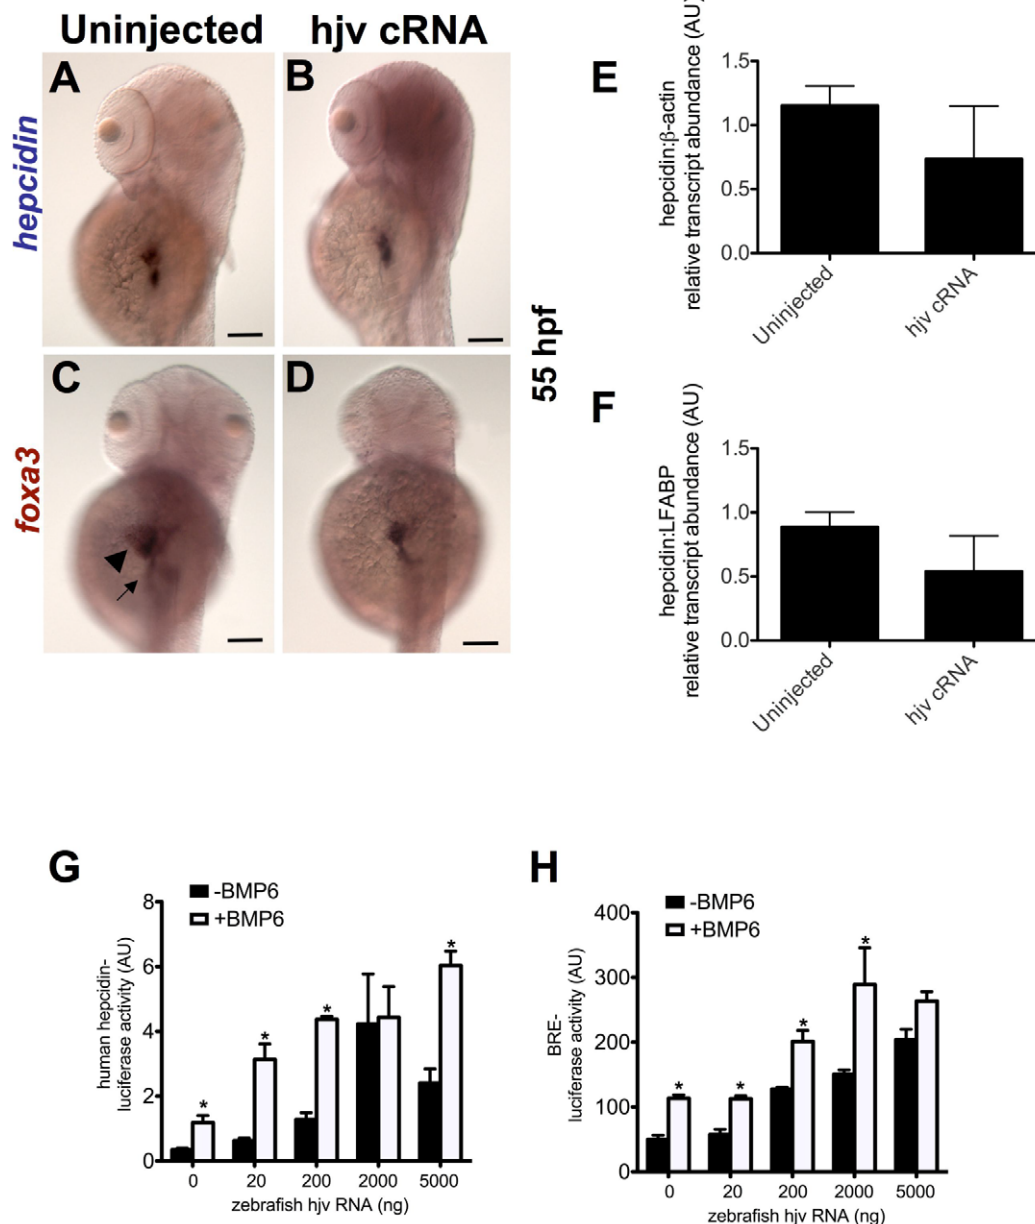 Uninjected
hjv cRNA
hepcidin
foxa3
A
B
C
D
55 hpf
E
hepcidin:β-actin
relative transcript abundance (AU)
1.5
1.0
0.5
0.0
Uninjected
hjv cRNA
F
hepcidin:LFABP
relative transcript abundance (AU)
1.5
1.0
0.5
0.0
Uninjected
hjv cRNA
G
-BMP6
+BMP6
human hepcidin-
luciferase activity (AU)
8
6
4
2
0
* * * *
0 20 200 2000 5000
zebrafish hjv RNA (ng)
H
-BMP6
+BMP6
BRE-
luciferase activity (AU)
400
300
200
100
0
* * * *
0 20 200 2000 5000
zebrafish hjv RNA (ng)